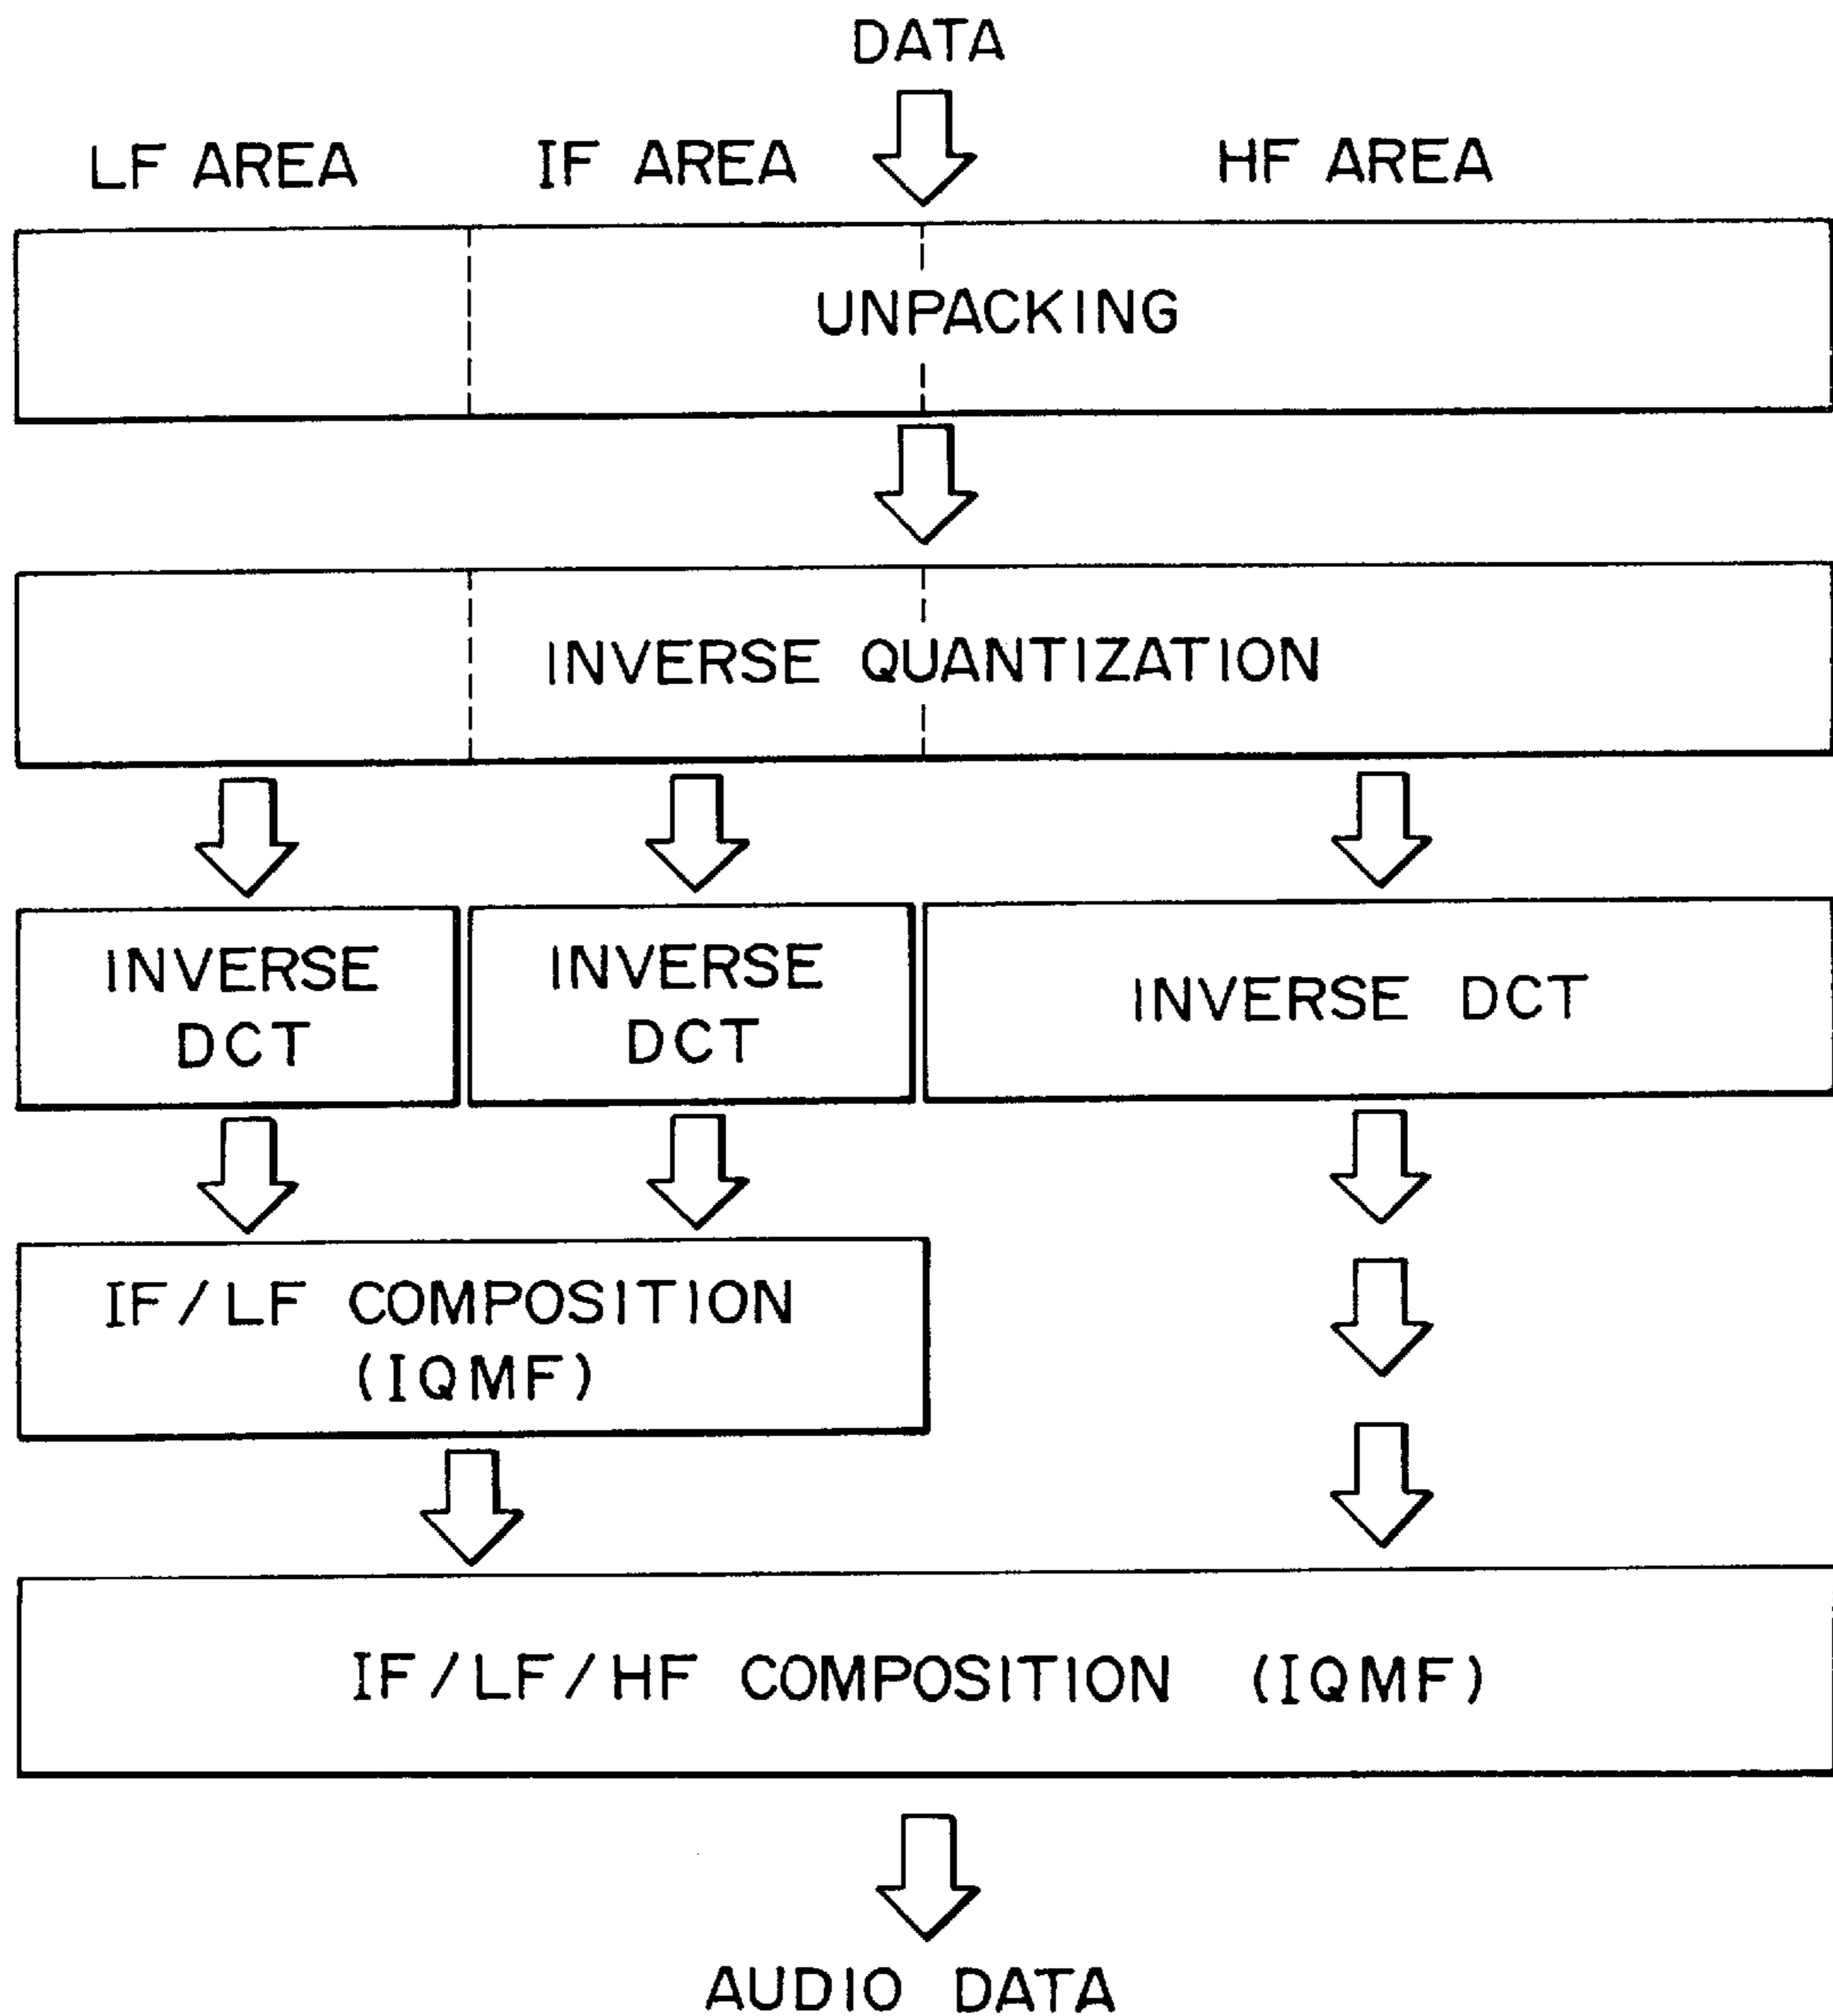 DATA
LF AREA IF AREA HF AREA
UNPACKING
INVERSE QUANTIZATION
INVERSE
DCT
INVERSE
DCT
INVERSE DCT
IF/LF COMPOSITION
(IQMF)
IF/LF/HF COMPOSITION (IQMF)
AUDIO DATA